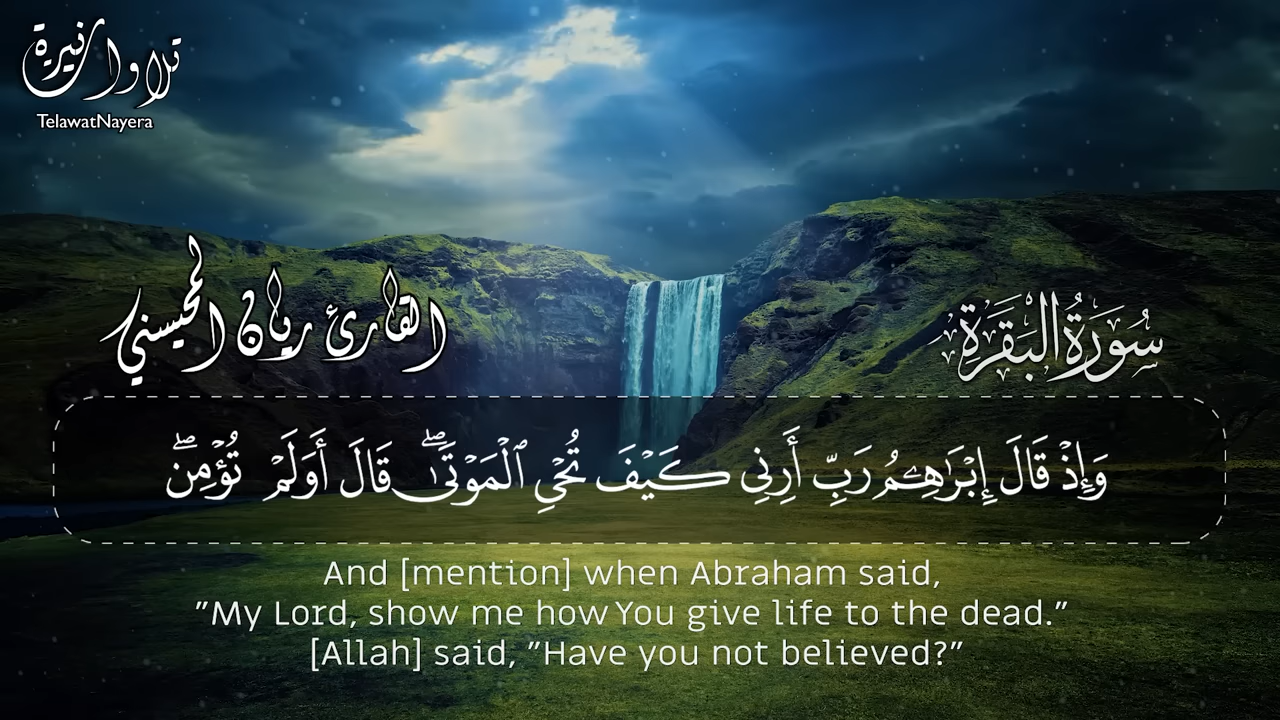 تلاوات نيرة
TelawatNayera
القارئ ريان المحيسني
سُورَةُ البَقَرَةِ
وَإِذْ قَالَ إِبْرَٰهِـۧمُ رَبِّ أَرِنِى كَيْفَ تُحْىِ ٱلْمَوْتَىٰۖ قَالَ أَوَلَمْ تُؤْمِنۖ
And [mention] when Abraham said,
"My Lord, show me how You give life to the dead."
[Allah] said, "Have you not believed?"